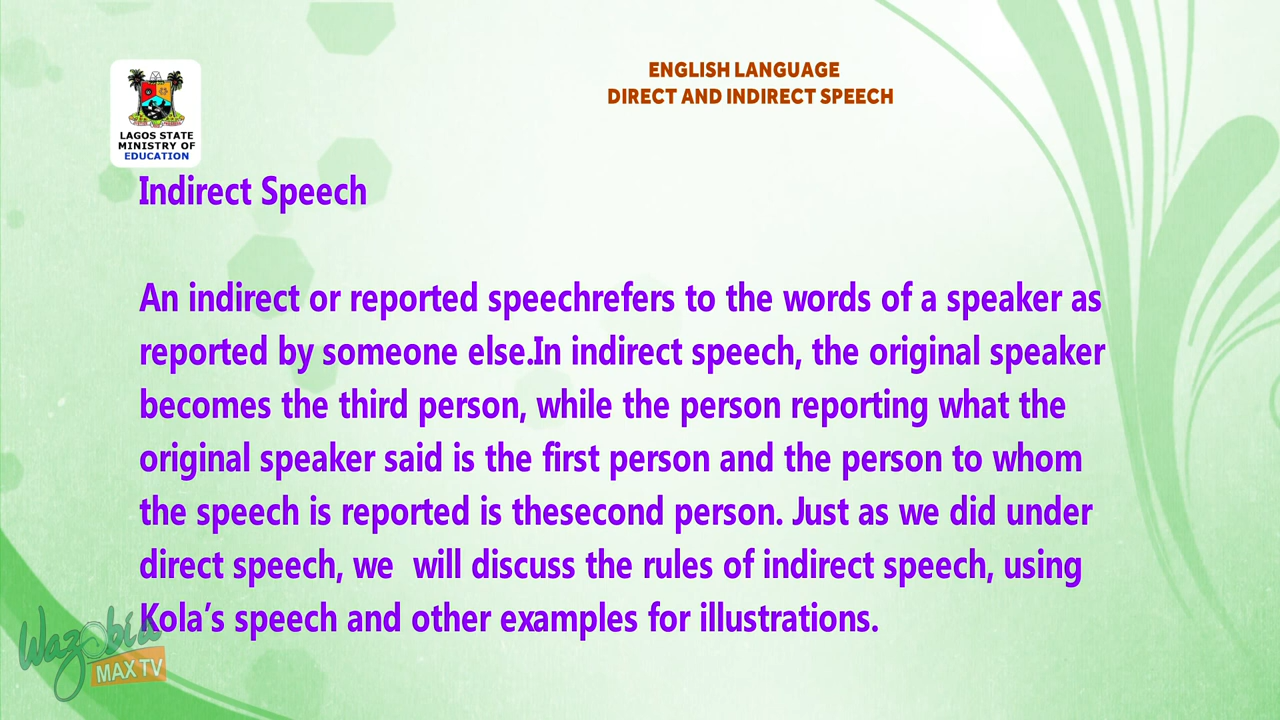 ENGLISH LANGUAGE
DIRECT AND INDIRECT SPEECH
LAGOS STATE
MINISTRY OF
EDUCATION
Indirect Speech
An indirect or reported speechrefers to the words of a speaker as
reported by someone else.In indirect speech, the original speaker
becomes the third person, while the person reporting what the
original speaker said is the first person and the person to whom
the speech is reported is thesecond person. Just as we did under
direct speech, we  will discuss the rules of indirect speech, using
Kola’s speech and other examples for illustrations.
Wazobia
MAX TV